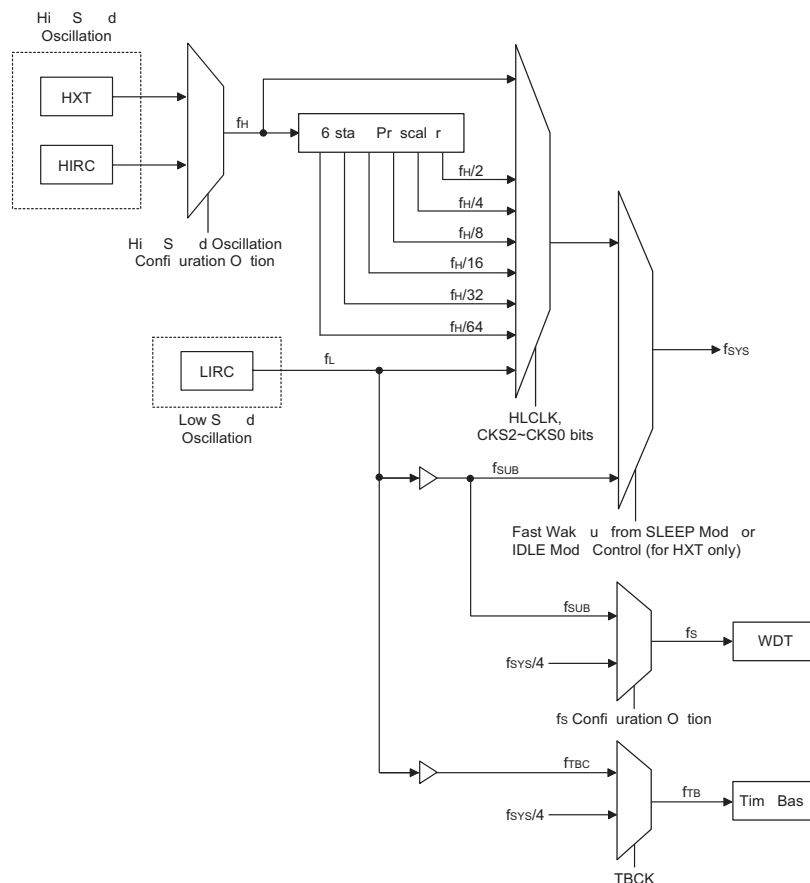 Hi S d
Oscillation
HXT
HIRC
fH
6 sta Pr scal r
fH/2
fH/4
fH/8
fH/16
fH/32
fH/64
Hi S d Oscillation
Confi uration O tion
LIRC
fL
Low S d
Oscillation
HLCLK,
CKS2~CKS0 bits
fSYS
fSUB
Fast Wak u from SLEEP Mod or
IDLE Mod Control (for HXT only)
fSUB
fSYS/4
fS
WDT
fS Confi uration O tion
fTBC
fSYS/4
fTB
Tim Bas
TBCK